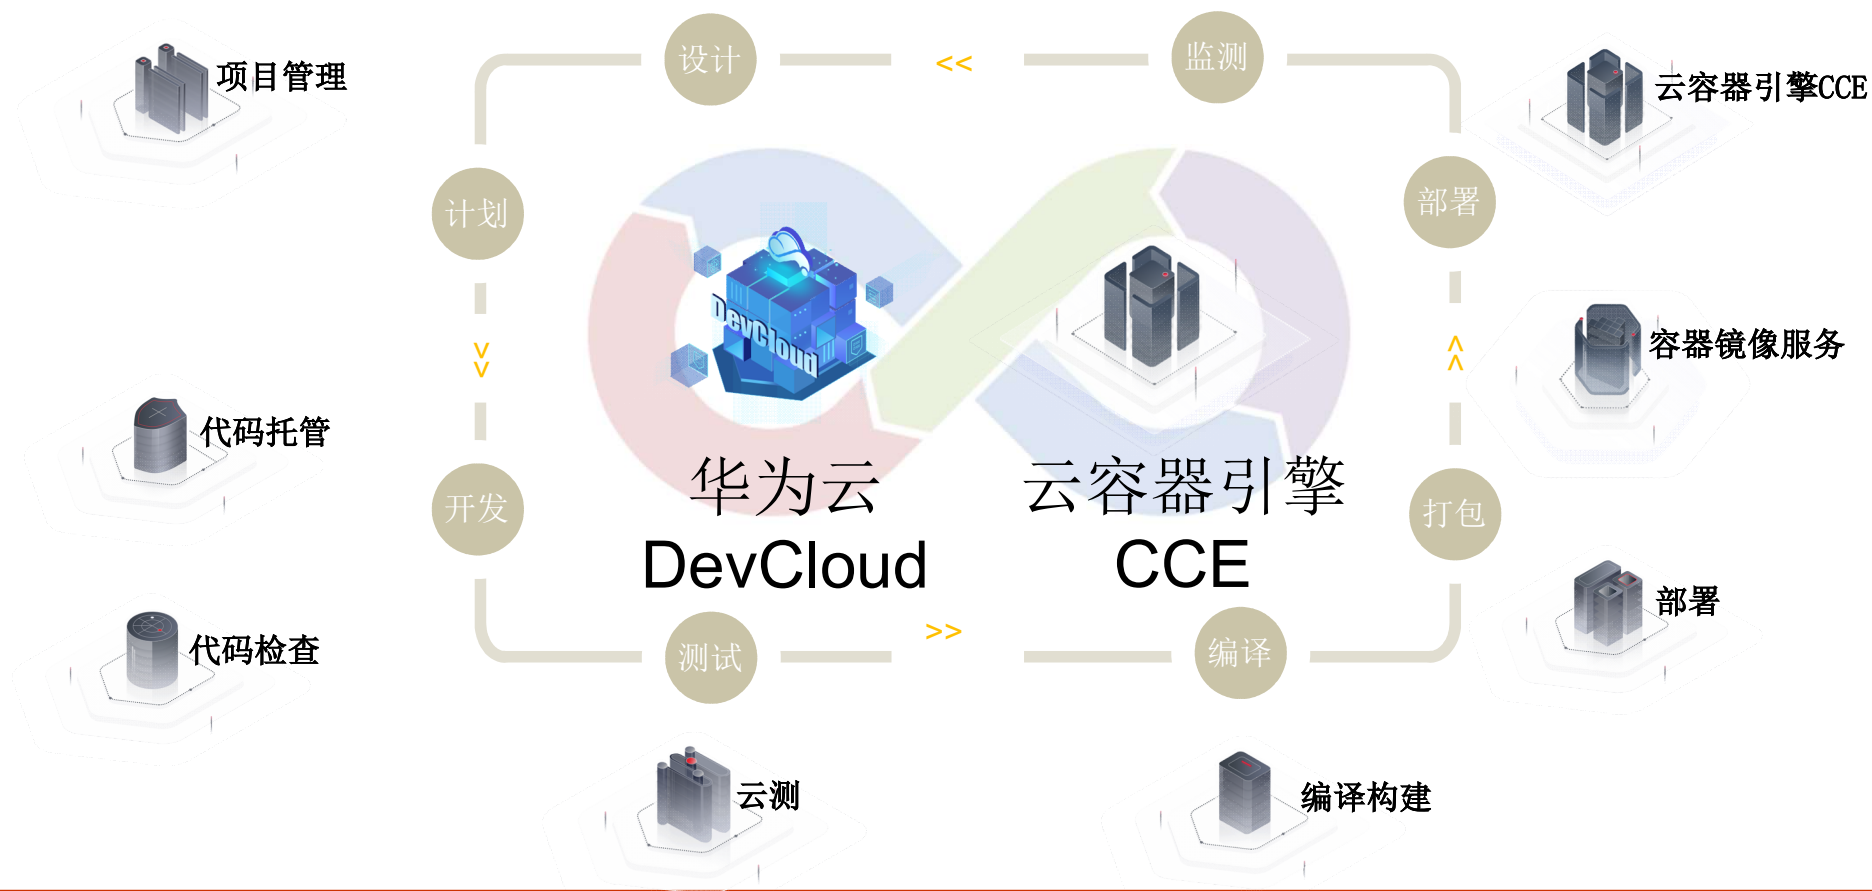 设计
<<
监测
项目管理
云容器引擎CCE
计划
部署
DevCloud
>>
>>
容器镜像服务
代码托管
华为云
DevCloud
云容器引擎
CCE
开发
打包
部署
代码检查
测试
>>
编译
云测
编译构建